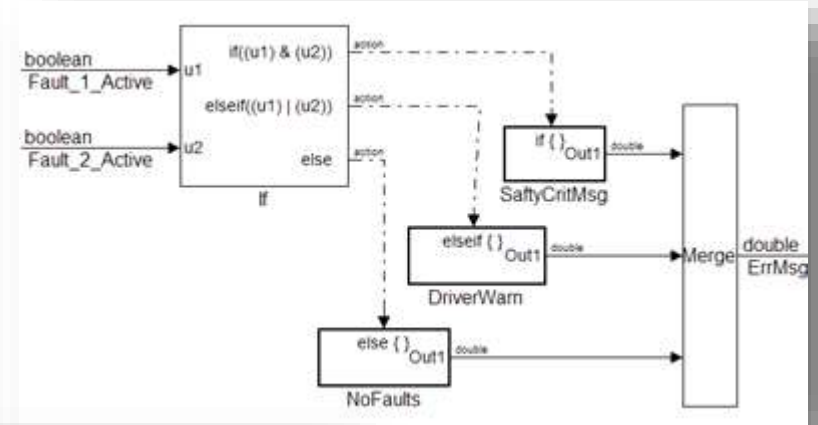 boolean
Fault_1_Active
boolean
Fault_2_Active
u1
u2
if((u1) & (u2))
elseif((u1) | (u2))
else
If
action
action
action
if { }
Out1
double
SaftyCritMsg
elseif { }
Out1
double
DriverWarn
else { }
Out1
double
NoFaults
Merge
double
ErrMsg